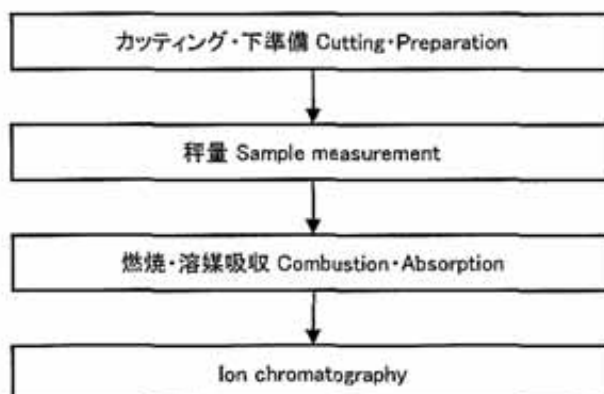 カッティング・下準備 Cutting・Preparation
秤量 Sample measurement
燃焼・溶媒吸収 Combustion・Absorption
Ion chromatography